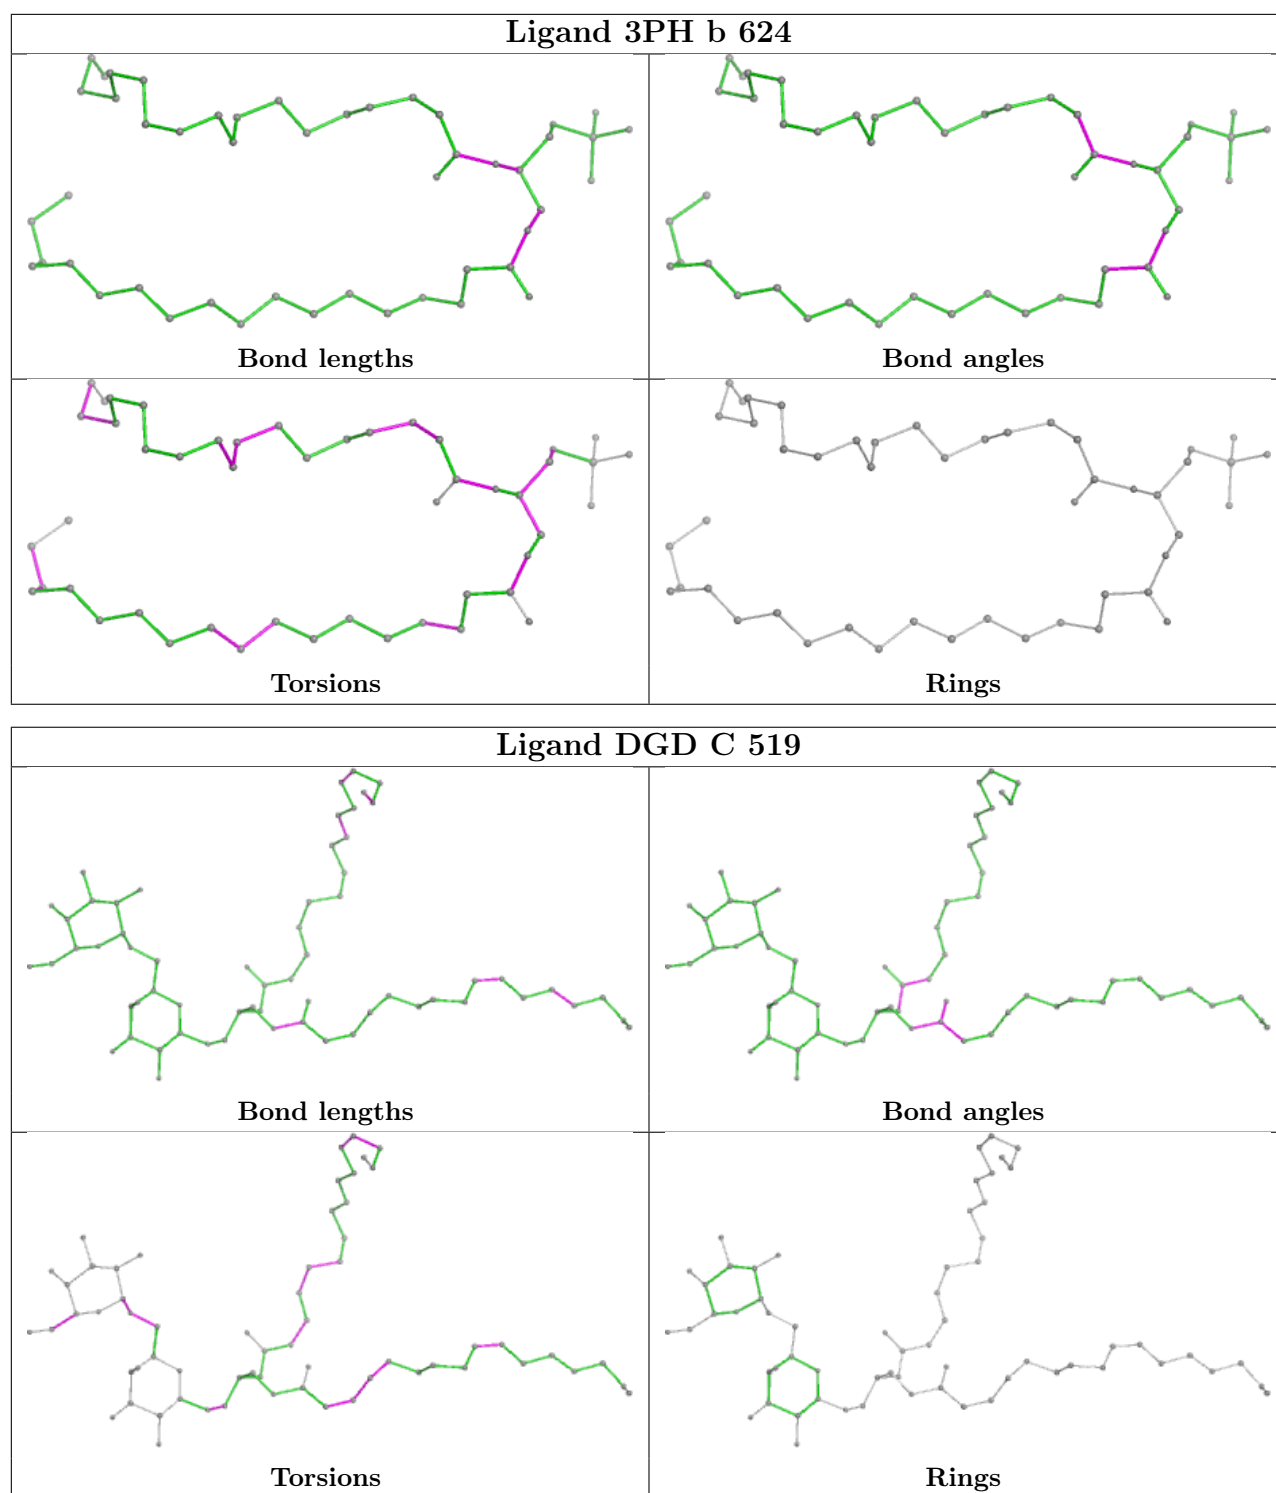 Ligand 3PH b 624
Bond lengths
Bond angles
Torsions
Rings
Ligand DGD C 519
Bond lengths
Bond angles
Torsions
Rings